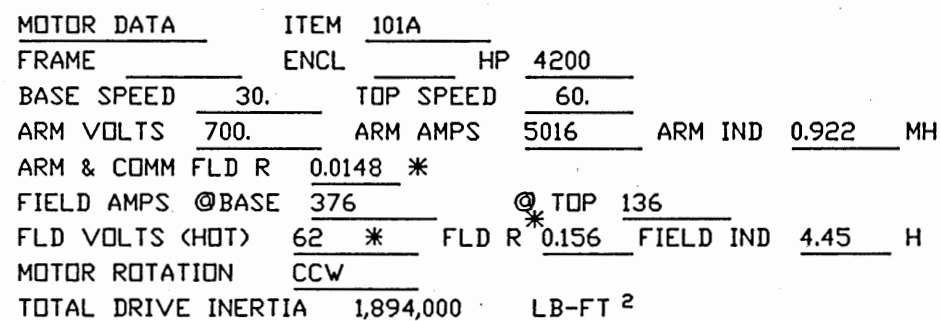 MOTOR DATA ITEM 101A
FRAME ENCL HP 4200
BASE SPEED 30. TOP SPEED 60.
ARM VOLTS 700. ARM AMPS 5016 ARM IND 0.922 MH
ARM & COMM FLD R 0.0148 *
FIELD AMPS @BASE 376 @ TOP 136
FLD VOLTS (HOT) 62 * FLD R * 0.156 FIELD IND 4.45 H
MOTOR ROTATION CCW
TOTAL DRIVE INERTIA 1,894,000 LB-FT 2